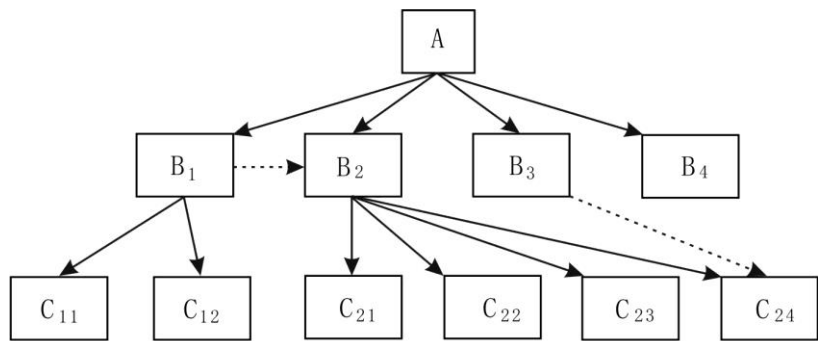 A
B₁ B₂ B₃ B₄
C₁₁ C₁₂ C₂₁ C₂₂ C₂₃ C₂₄